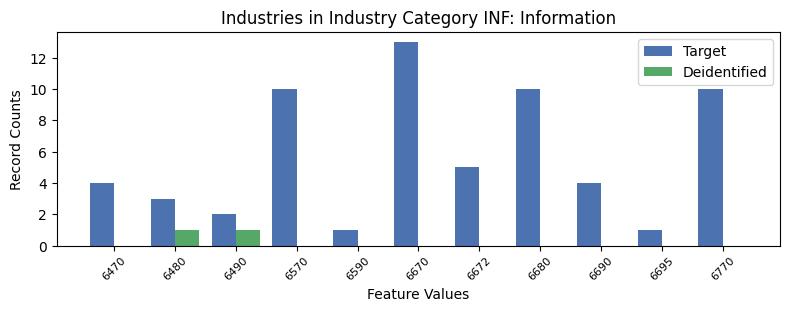 Industries in Industry Category INF: Information
Target
Deidentified
Record Counts
12
10
8
6
4
2
0
6470 6480 6490 6570 6590 6670 6672 6680 6690 6695 6770
Feature Values